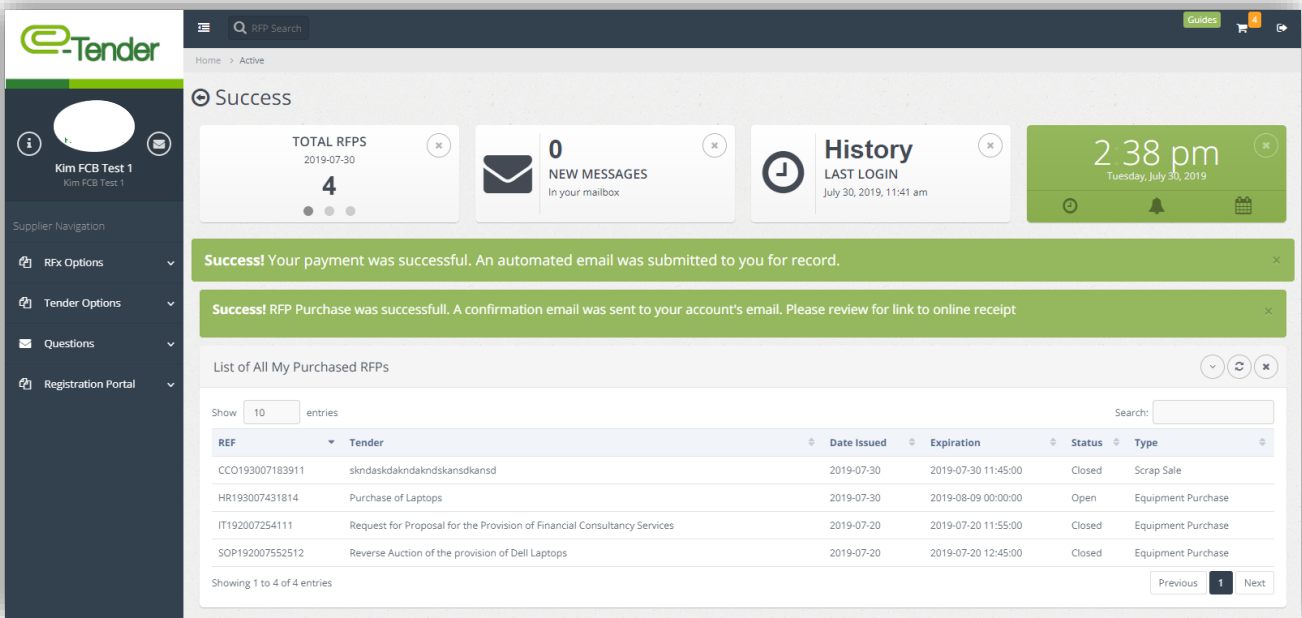 e-Tender
RFP Search
Guides
4
Home > Active
Success
Kim FCB Test 1
Kim FCB Test 1
Supplier Navigation
RFx Options
Tender Options
Questions
Registration Portal
TOTAL RFPS
2019-07-30
4
0
NEW MESSAGES
In your mailbox
History
LAST LOGIN
July 30, 2019, 11:41 am
2 38 pm
Tuesday, July 30, 2019
Success! Your payment was successful. An automated email was submitted to you for record.
Success! RFP Purchase was successfull. A confirmation email was sent to your account's email. Please review for link to online receipt
List of All My Purchased RFPs
Show 10 entries Search:
REF Tender Date Issued Expiration Status Type
CCO193007183911 skndaskdakndakndskansdkansd 2019-07-30 2019-07-30 11:45:00 Closed Scrap Sale
HR193007431814 Purchase of Laptops 2019-07-30 2019-08-09 00:00:00 Open Equipment Purchase
IT192007254111 Request for Proposal for the Provision of Financial Consultancy Services 2019-07-20 2019-07-20 11:55:00 Closed Equipment Purchase
SOP192007552512 Reverse Auction of the provision of Dell Laptops 2019-07-20 2019-07-20 12:45:00 Closed Equipment Purchase
Showing 1 to 4 of 4 entries Previous 1 Next